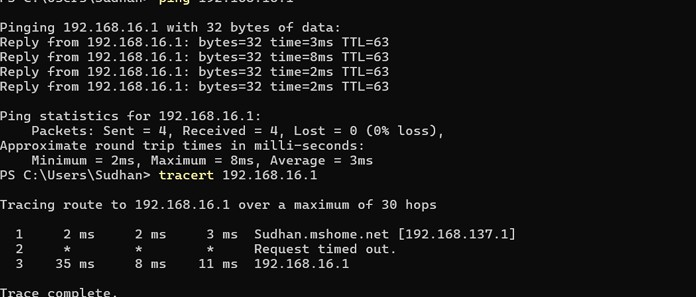 PS C:\Users\Sudhan> ping 192.168.16.1
Pinging 192.168.16.1 with 32 bytes of data:
Reply from 192.168.16.1: bytes=32 time=3ms TTL=63
Reply from 192.168.16.1: bytes=32 time=8ms TTL=63
Reply from 192.168.16.1: bytes=32 time=2ms TTL=63
Reply from 192.168.16.1: bytes=32 time=2ms TTL=63
Ping statistics for 192.168.16.1:
    Packets: Sent = 4, Received = 4, Lost = 0 (0% loss),
Approximate round trip times in milli-seconds:
    Minimum = 2ms, Maximum = 8ms, Average = 3ms
PS C:\Users\Sudhan> tracert 192.168.16.1
Tracing route to 192.168.16.1 over a maximum of 30 hops
  1     2 ms     2 ms     3 ms  Sudhan.mshome.net [192.168.137.1]
  2     *        *        *     Request timed out.
  3    35 ms     8 ms    11 ms  192.168.16.1
Trace complete.